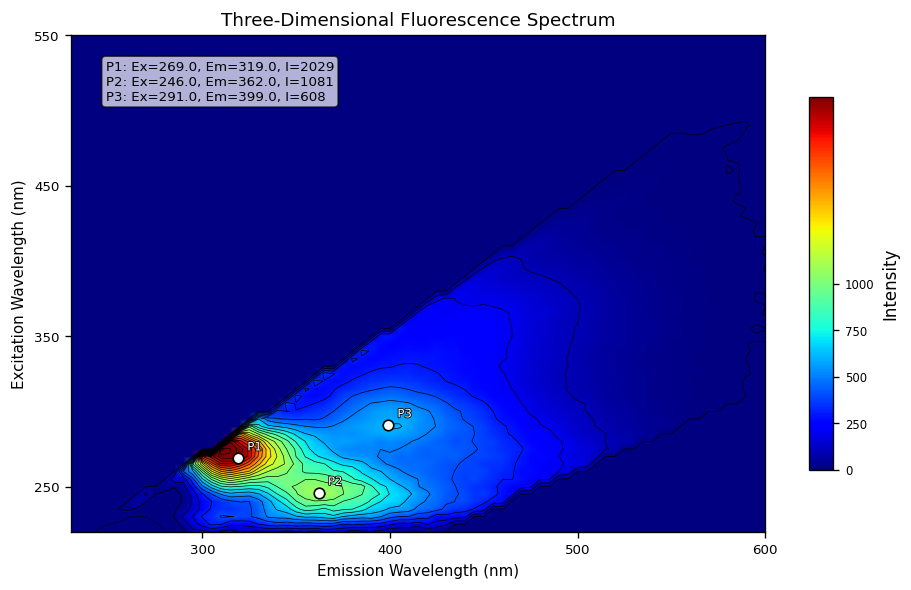 Three-Dimensional Fluorescence Spectrum
550
450
350
250
Excitation Wavelength (nm)
P1: Ex=269.0, Em=319.0, I=2029
P2: Ex=246.0, Em=362.0, I=1081
P3: Ex=291.0, Em=399.0, I=608
P3
P1
P2
300
400
500
600
Emission Wavelength (nm)
1000
750
500
250
0
Intensity